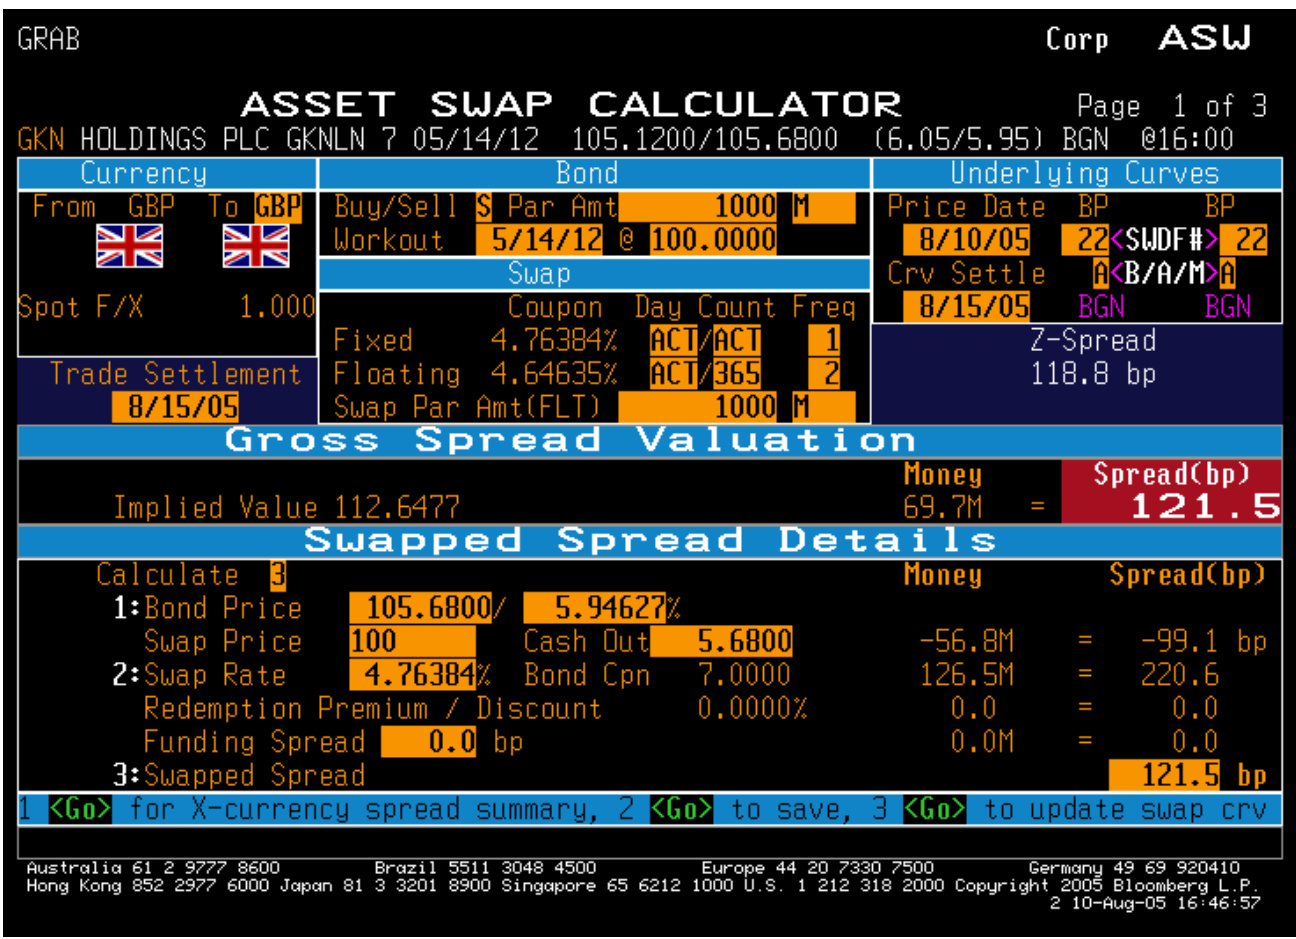 GRAB Corp ASW
ASSET SWAP CALCULATOR Page 1 of 3
GKN HOLDINGS PLC GKNLN 7 05/14/12 105.1200/105.6800 (6.05/5.95) BGN @16:00
Currency Bond Underlying Curves
From GBP To GBP Buy/Sell S Par Amt 1000 M Price Date BP BP
Workout 5/14/12 @ 100.0000 8/10/05 22<SWDF#> 22
Swap Crv Settle A<B/A/M>A
Spot F/X 1.000 Coupon Day Count Freq 8/15/05 BGN BGN
Fixed 4.76384% ACT/ACT 1 Z-Spread
Trade Settlement Floating 4.64635% ACT/365 2 118.8 bp
8/15/05 Swap Par Amt(FLT) 1000 M
Gross Spread Valuation
Money Spread(bp)
Implied Value 112.6477 69.7M = 121.5
Swapped Spread Details
Calculate 3 Money Spread(bp)
1:Bond Price 105.6800/ 5.94627%
Swap Price 100 Cash Out 5.6800 -56.8M = -99.1 bp
2:Swap Rate 4.76384% Bond Cpn 7.0000 126.5M = 220.6
Redemption Premium / Discount 0.0000% 0.0 = 0.0
Funding Spread 0.0 bp 0.0M = 0.0
3:Swapped Spread 121.5 bp
1 <Go> for X-currency spread summary, 2 <Go> to save, 3 <Go> to update swap crv
Australia 61 2 9777 8600 Brazil 5511 3048 4500 Europe 44 20 7330 7500 Germany 49 69 920410
Hong Kong 852 2977 6000 Japan 81 3 3201 8900 Singapore 65 6212 1000 U.S. 1 212 318 2000 Copyright 2005 Bloomberg L.P.
2 10-Aug-05 16:46:57